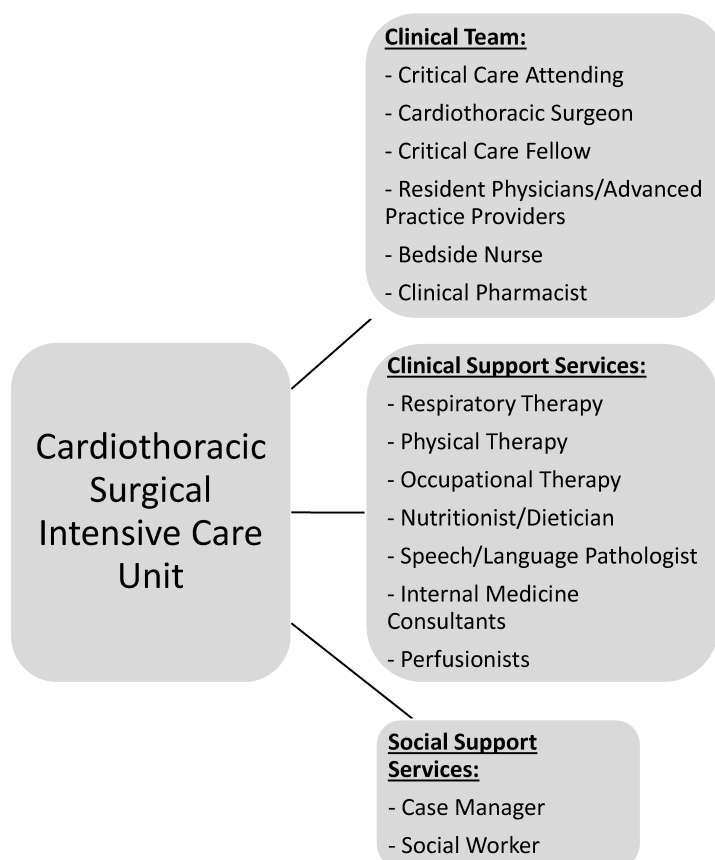 Clinical Team:
- Critical Care Attending
- Cardiothoracic Surgeon
- Critical Care Fellow
- Resident Physicians/Advanced
Practice Providers
- Bedside Nurse
- Clinical Pharmacist
Cardiothoracic
Surgical
Intensive Care
Unit
Clinical Support Services:
- Respiratory Therapy
- Physical Therapy
- Occupational Therapy
- Nutritionist/Dietician
- Speech/Language Pathologist
- Internal Medicine
Consultants
- Perfusionists
Social Support
Services:
- Case Manager
- Social Worker